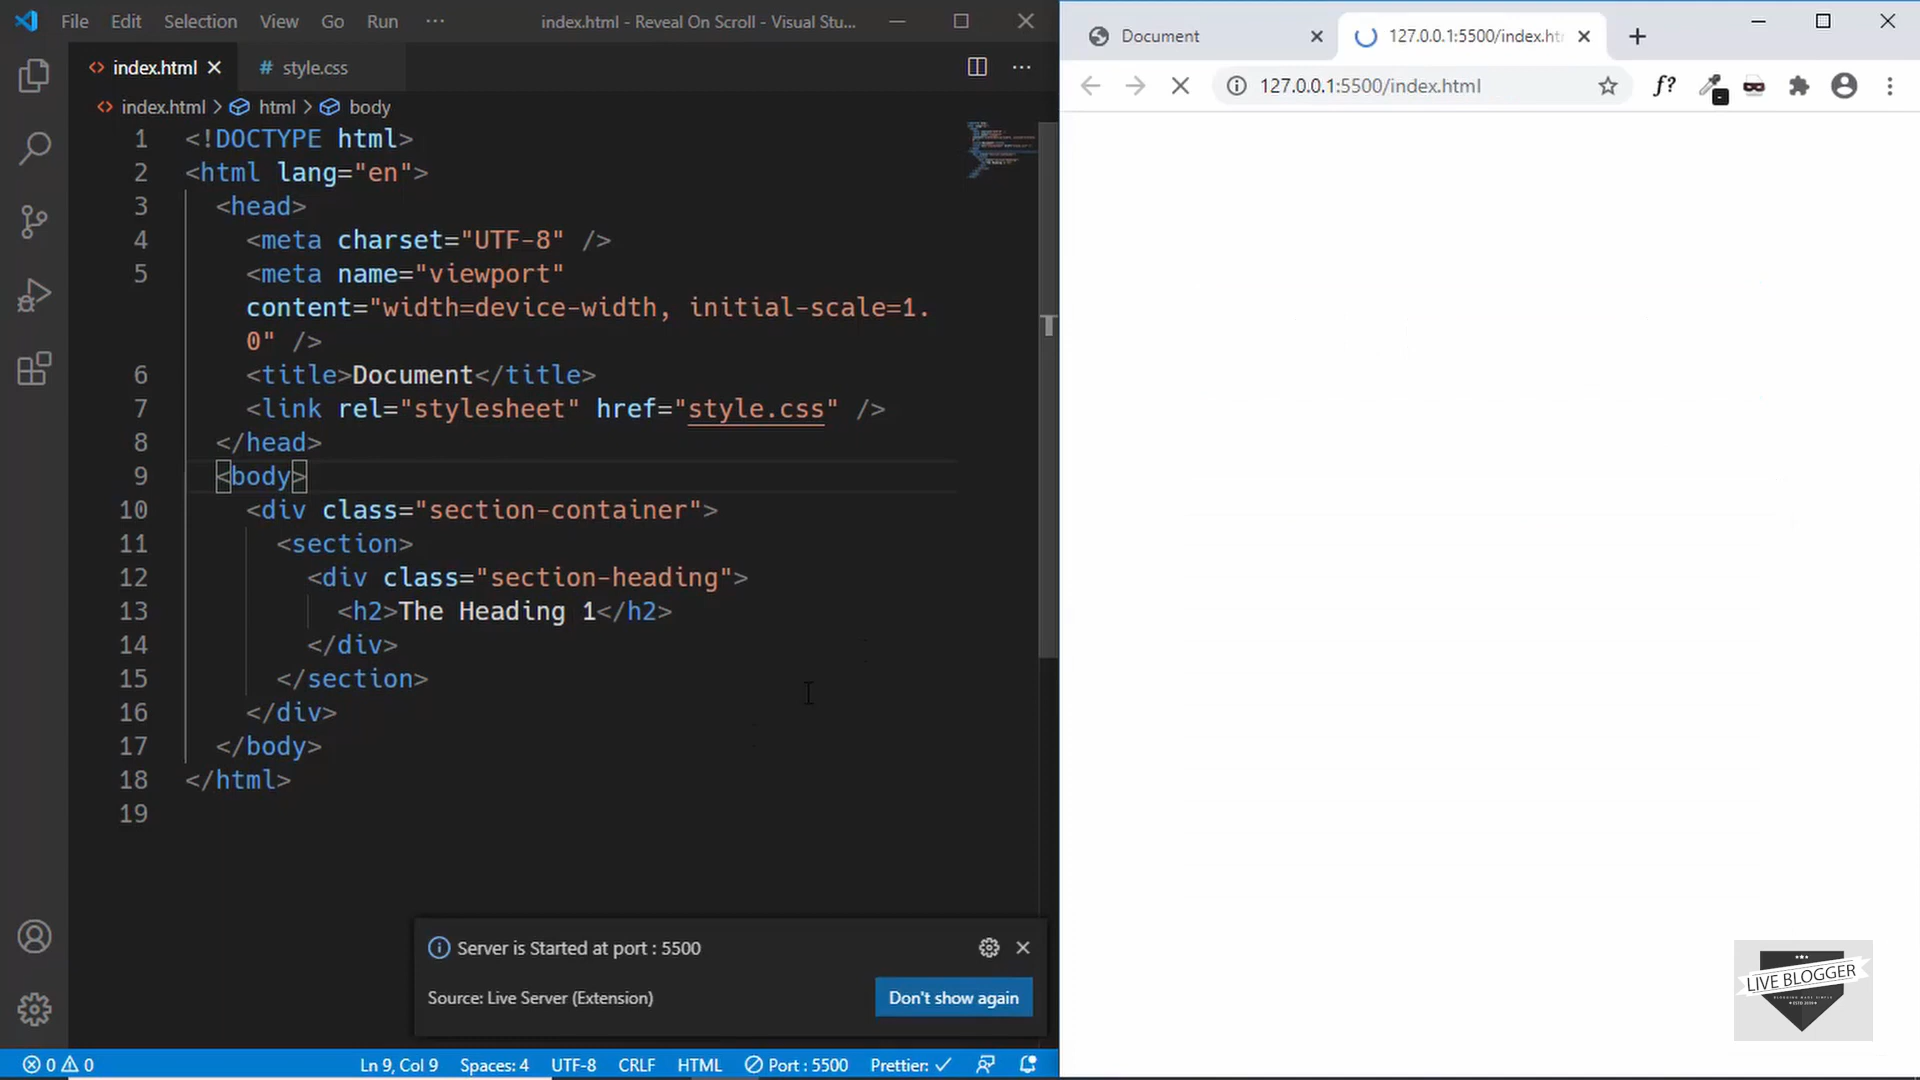 File Edit Selection View Go Run ··· index.html - Reveal On Scroll - Visual Stu...
index.html style.css
index.html > html > body
1 <!DOCTYPE html>
2 <html lang="en">
3 <head>
4 <meta charset="UTF-8" />
5 <meta name="viewport"
content="width=device-width, initial-scale=1.
0" />
6 <title>Document</title>
7 <link rel="stylesheet" href="style.css" />
8 </head>
9 <body>
10 <div class="section-container">
11 <section>
12 <div class="section-heading">
13 <h2>The Heading 1</h2>
14 </div>
15 </section>
16 </div>
17 </body>
18 </html>
19
Server is Started at port : 5500
Source: Live Server (Extension) Don't show again
0 0 Ln 9, Col 9 Spaces: 4 UTF-8 CRLF HTML Port : 5500 Prettier: ✓
Document 127.0.0.1:5500/index.ht
127.0.0.1:5500/index.html f?
LIVE BLOGGER